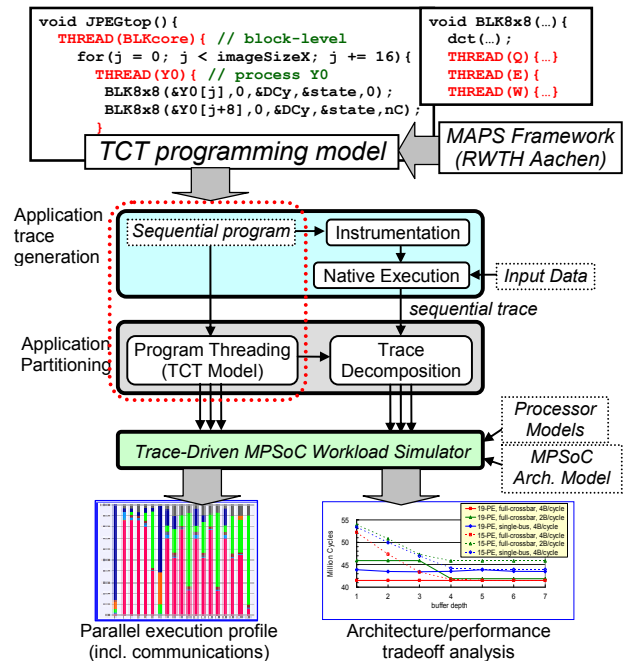 void JPEGtop(){
THREAD(BLKcore){ // block-level
for(j = 0; j < imageSizeX; j += 16){
THREAD(Y0){ // process Y0
BLK8x8(&Y0[j],0,&DCy,&state,0);
BLK8x8(&Y0[j+8],0,&DCy,&state,nC);
}
void BLK8x8(…){
dct(…);
THREAD(Q){…}
THREAD(E){
THREAD(W){…}
TCT programming model
MAPS Framework
(RWTH Aachen)
Application
trace
generation
Sequential program
Instrumentation
Native Execution
Input Data
sequential trace
Application
Partitioning
Program Threading
(TCT Model)
Trace
Decomposition
Processor
Models
Trace-Driven MPSoC Workload Simulator
MPSoC
Arch. Model
19-PE, full-crossbar, 4B/cycle
19-PE, full-crossbar, 2B/cycle
19-PE, single-bus, 4B/cycle
15-PE, full-crossbar, 4B/cycle
15-PE, full-crossbar, 2B/cycle
15-PE, single-bus, 4B/cycle
Million Cycles
55
50
45
40
1 2 3 4 5 6 7
buffer depth
Parallel execution profile
(incl. communications)
Architecture/performance
tradeoff analysis